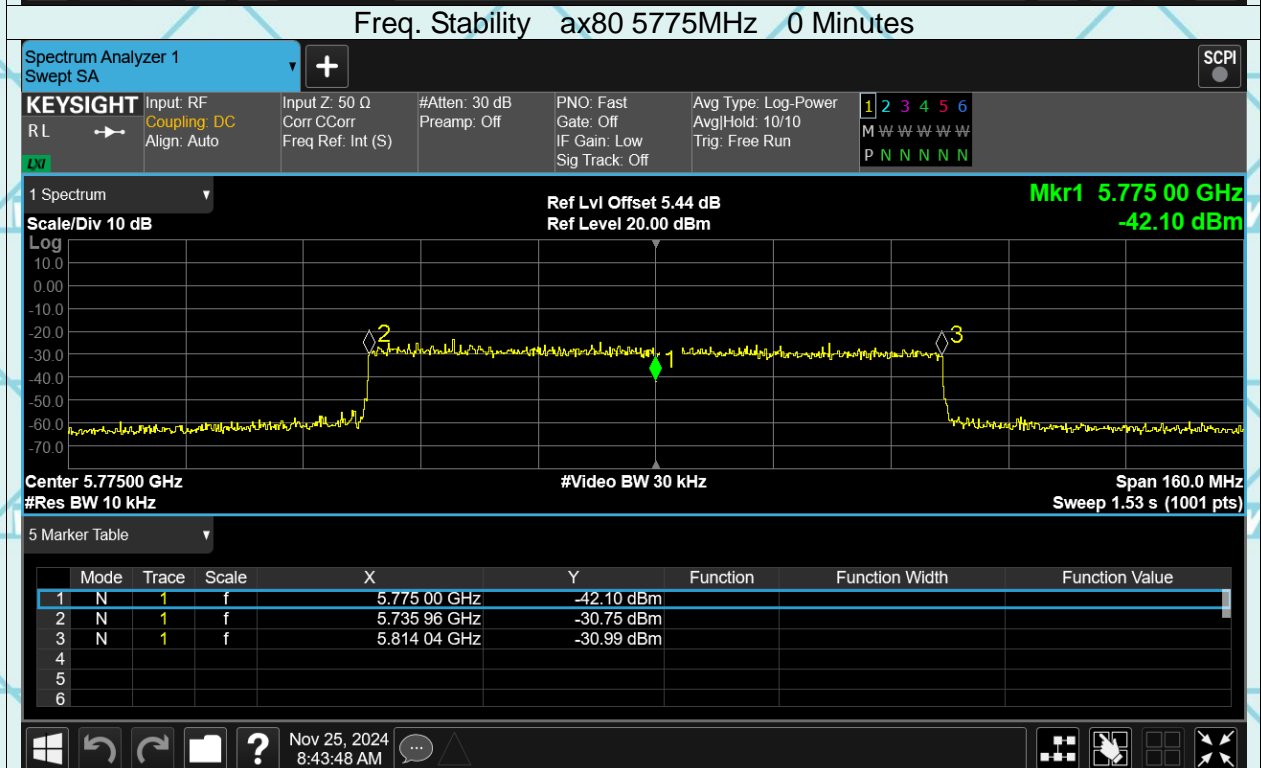 Freq. Stability ax80 5775MHz 0 Minutes
Spectrum Analyzer 1
Swept SA
+
SCPI
KEYSIGHT
R L
LXI
Input: RF
Coupling: DC
Align: Auto
Input Z: 50 Ω
Corr CCorr
Freq Ref: Int (S)
#Atten: 30 dB
Preamp: Off
PNO: Fast
Gate: Off
IF Gain: Low
Sig Track: Off
Avg Type: Log-Power
Avg|Hold: 10/10
Trig: Free Run
1 2 3 4 5 6
M W W W W W
P N N N N N
1 Spectrum
Scale/Div 10 dB
Ref Lvl Offset 5.44 dB
Ref Level 20.00 dBm
Mkr1 5.775 00 GHz
-42.10 dBm
Log
10.0
0.00
-10.0
-20.0
-30.0
-40.0
-50.0
-60.0
-70.0
2
1
3
Center 5.77500 GHz
#Res BW 10 kHz
#Video BW 30 kHz
Span 160.0 MHz
Sweep 1.53 s (1001 pts)
5 Marker Table
Mode Trace Scale X Y Function Function Width Function Value
1 N 1 f 5.775 00 GHz -42.10 dBm
2 N 1 f 5.735 96 GHz -30.75 dBm
3 N 1 f 5.814 04 GHz -30.99 dBm
4
5
6
?
Nov 25, 2024
8:43:48 AM